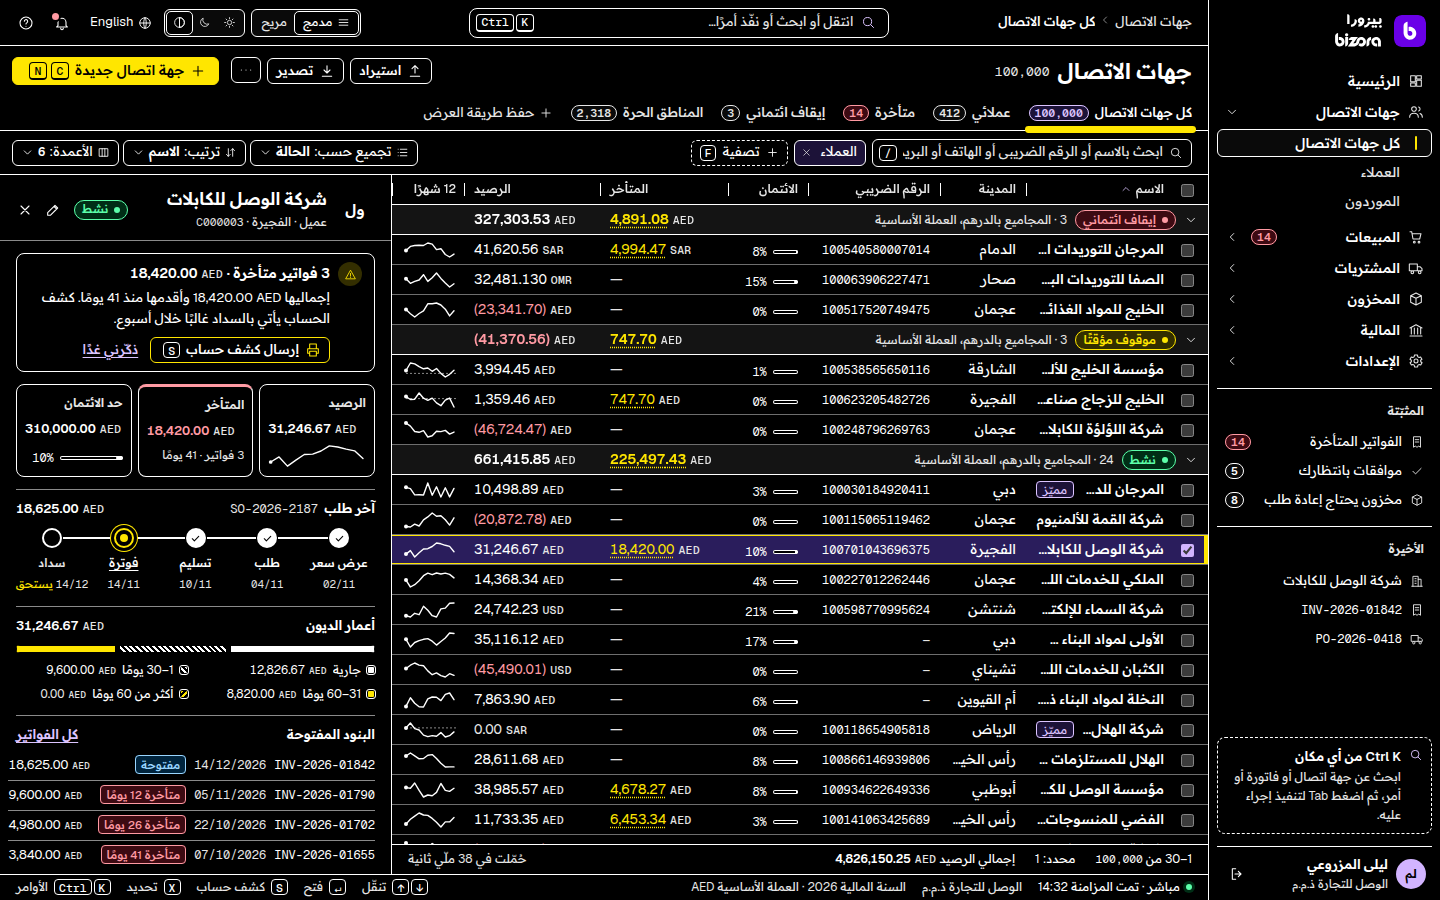 بيزورا
bizora
الرئيسية
جهات الاتصال
كل جهات الاتصال
العملاء
الموردون
المبيعات 14
المشتريات
المخزون
المالية
الإعدادات
المثبتة
الفواتير المتأخرة 14
موافقات بانتظارك 5
مخزون يحتاج إعادة طلب 8
الأخيرة
شركة الوصل للكابلات
INV-2026-01842
PO-2026-0418
Ctrl K من أي مكان
ابحث عن جهة اتصال أو فاتورة أو
أمر، ثم اضغط Tab لتنفيذ إجراء
عليه.
لم
ليلى المزروعي
الوصل للتجارة ذ.م.م
جهات الاتصال
كل جهات الاتصال
انتقل أو ابحث أو نفّذ أمرًا... Ctrl K
مدمج مريح
English
جهات الاتصال 100,000
استيراد
تصدير
...
جهة اتصال جديدة C N
كل جهات الاتصال 100,000
عملائي 412
متأخرة 14
إيقاف ائتماني 3
المناطق الحرة 2,318
حفظ طريقة العرض
ابحث بالاسم أو الرقم الضريبي أو الهاتف أو البريد /
العملاء
تصفية F
تجميع حسب: الحالة
ترتيب: الاسم
الأعمدة: 6
الاسم المدينة الرقم الضريبي الائتمان المتأخر الرصيد 12 شهرًا
إيقاف ائتماني 3 · المجاميع بالدرهم، العملة الأساسية 4,891.08 AED 327,303.53 AED
المرجان للتوريدات ا... الدمام 100540580007014 8% 4,994.47 SAR 41,620.56 SAR
الصفا للتوريدات الب... صحار 100063906227471 15% — 32,481.130 OMR
الخليج للمواد الغذائ... عجمان 100517520749475 0% — (23,341.70) AED
موقوف مؤقتًا 3 · المجاميع بالدرهم، العملة الأساسية 747.70 AED (41,370.56) AED
مؤسسة الخليج للأل... الشارقة 100538565650116 1% — 3,994.45 AED
الخليج للزجاج صناعـ... الفجيرة 100623205482726 0% 747.70 AED 1,359.46 AED
شركة اللؤلؤة للكابلا... عجمان 100248796269763 0% — (46,724.47) AED
نشط 24 · المجاميع بالدرهم، العملة الأساسية 225,497.43 AED 661,415.85 AED
المرجان للد... مميّز دبي 100030184920411 3% — 10,498.89 AED
شركة القمة للألمنيوم عجمان 100115065119462 0% — (20,872.78) AED
شركة الوصل للكابلا... الفجيرة 100701043696375 10% 18,420.00 AED 31,246.67 AED
الملكي للخدمات اللـ... عجمان 100227012262446 4% — 14,368.34 AED
شركة السماء للإلكتـ... شنتشن 100598770995624 21% — 24,742.23 USD
الأولى لمواد البناء ... دبي – 17% — 35,116.12 AED
الكثبان للخدمات اللـ... تشيناي – 0% — (45,490.01) USD
النخلة لمواد البناء ذ... أم القيوين – 6% — 7,863.90 AED
شركة الهلال... مميّز الرياض 100118654905818 0% — 0.00 SAR
الهلال للمستلزمات ... رأس الخي... 100866146939806 8% — 28,611.68 AED
مؤسسة الوصل للكـ... أبوظبي 100934622649336 8% 4,678.27 AED 38,985.57 AED
الفضي للمنسوجات... رأس الخي... 100141063425689 3% 6,453.34 AED 11,733.35 AED
1–30 من 100,000 محدد: 1 إجمالي الرصيد 4,826,150.25 AED حُمّلت في 38 ملّي ثانية
ول
شركة الوصل للكابلات
عميل · الفجيرة · C000003
نشط
3 فواتير متأخرة · 18,420.00 AED
إجماليها 18,420.00 AED وأقدمها منذ 41 يومًا. كشف
الحساب يأتي بالسداد غالبًا خلال أسبوع.
إرسال كشف حساب S
ذكّرني غدًا
الرصيد
31,246.67 AED
المتأخر
18,420.00 AED
3 فواتير · 41 يومًا
حد الائتمان
310,000.00 AED
10%
آخر طلب SO-2026-2187 18,625.00 AED
عرض سعر طلب تسليم فوترة سداد
02/11 04/11 10/11 14/11 14/12 يستحق
أعمار الديون 31,246.67 AED
جارية 12,826.67 AED
1–30 يومًا 9,600.00 AED
31–60 يومًا 8,820.00 AED
أكثر من 60 يومًا 0.00 AED
البنود المفتوحة كل الفواتير
INV-2026-01842 14/12/2026 مفتوحة 18,625.00 AED
INV-2026-01790 05/11/2026 متأخرة 12 يومًا 9,600.00 AED
INV-2026-01702 22/10/2026 متأخرة 26 يومًا 4,980.00 AED
INV-2026-01655 07/10/2026 متأخرة 41 يومًا 3,840.00 AED
مباشر · تمت المزامنة 14:32 الوصل للتجارة ذ.م.م السنة المالية 2026 · العملة الأساسية AED
↑ ↓ تنقّل ↵ فتح S كشف حساب X تحديد Ctrl K الأوامر